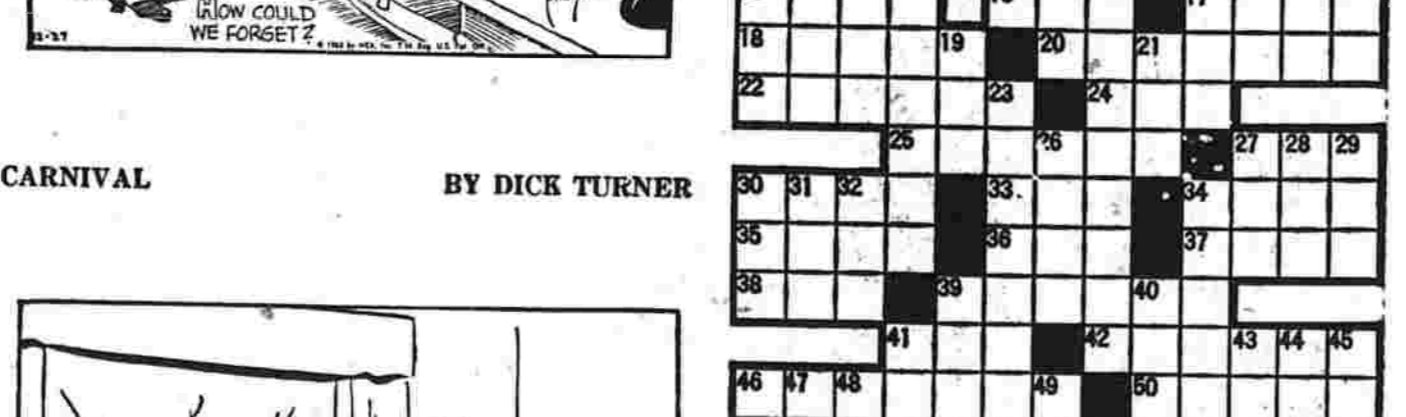 HOW COULD
WE FORGET?
12-27
CARNIVAL
BY DICK TURNER
18 19 20 21
22 23 24
25 26 27 28 29
30 31 32 33 34
35 36 37
38 39 40
41 42 43 44 45
46 47 48 49 50